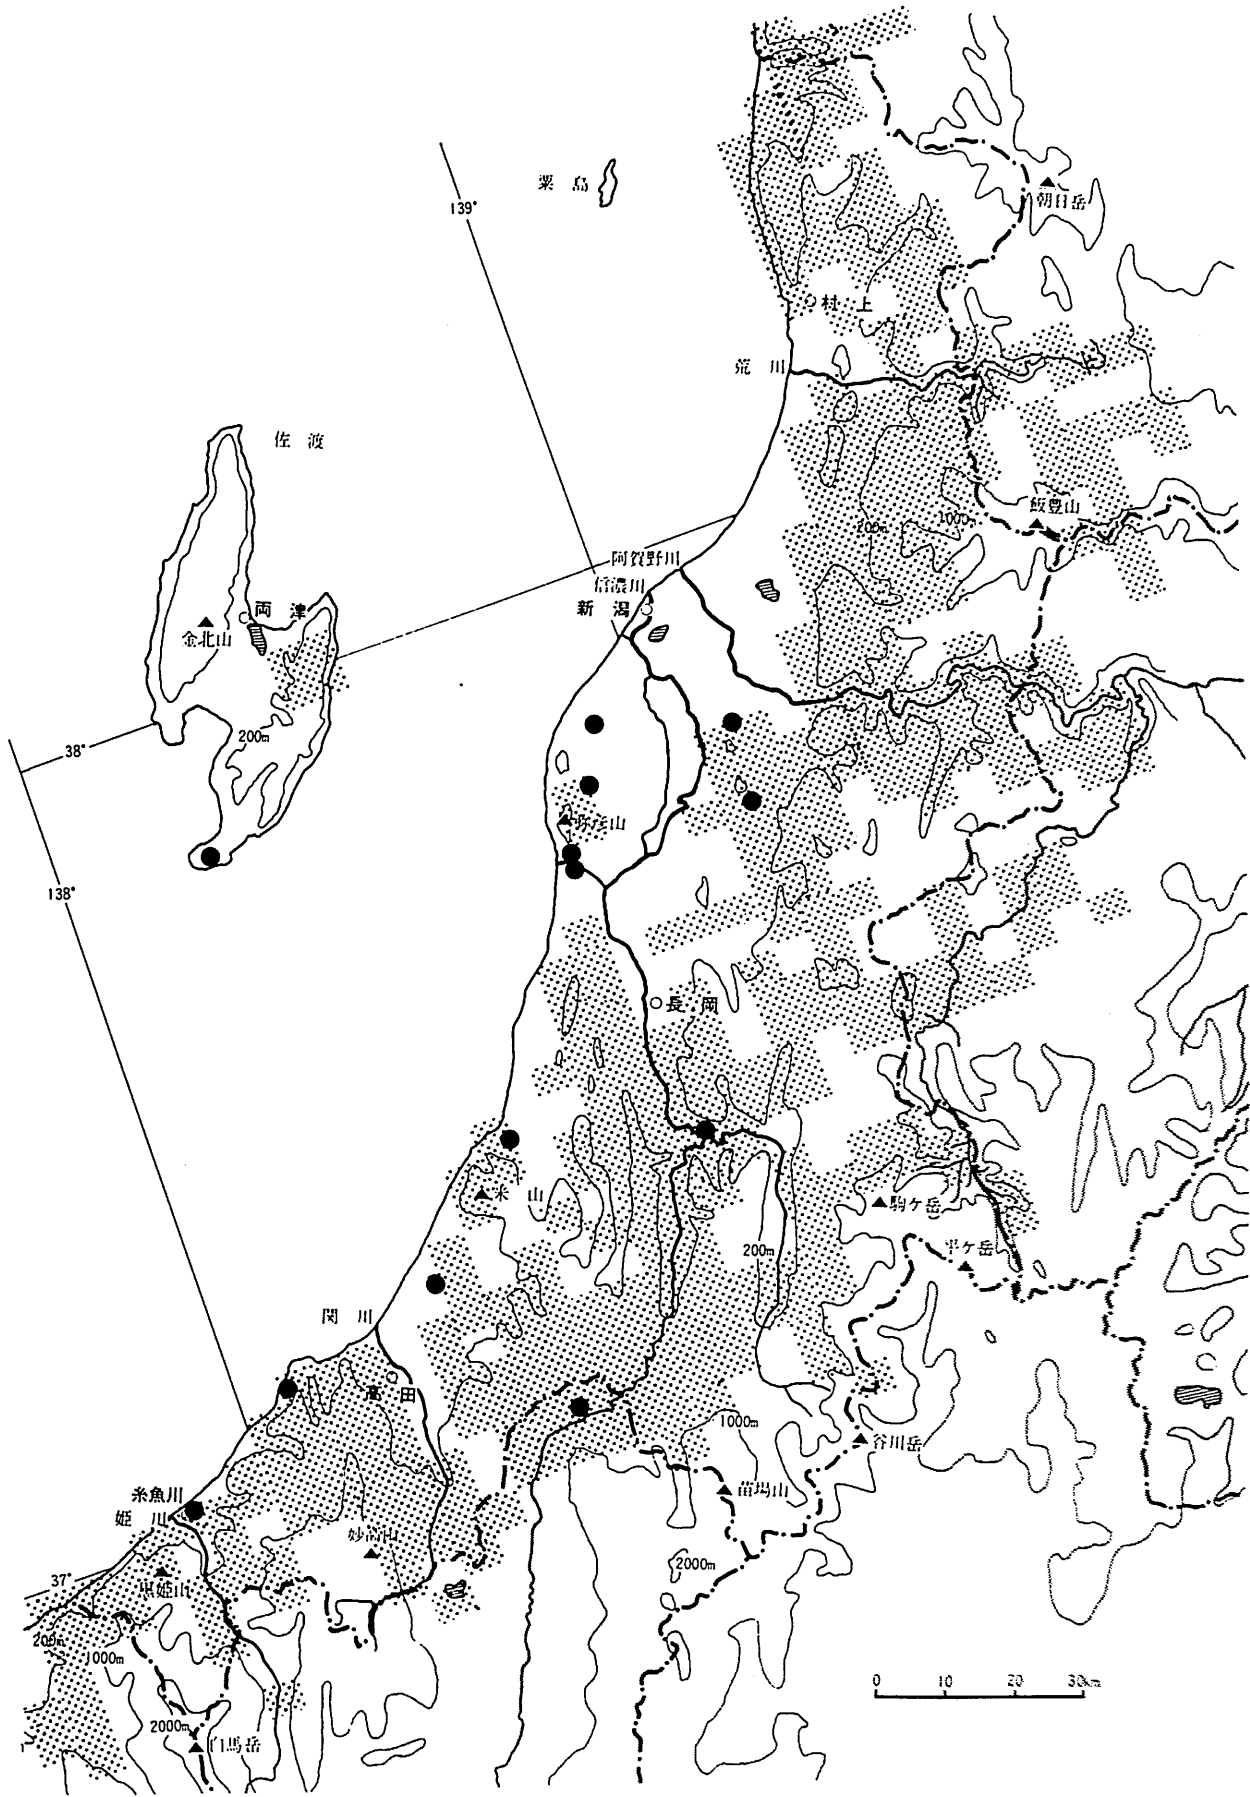 粟島
139°
朝日岳
村上
荒川
佐渡
飯豊山
200m
1000m
阿賀野川
信濃川
新潟
両津
金北山
200m
38°
弥彦山
138°
長岡
米山
駒ケ岳
平ケ岳
200m
関川
高田
1000m
谷川岳
苗場山
糸魚川
姫川
妙高山
2000m
37°
黒姫山
200m
1000m
2000m
白馬岳
0 10 20 30km